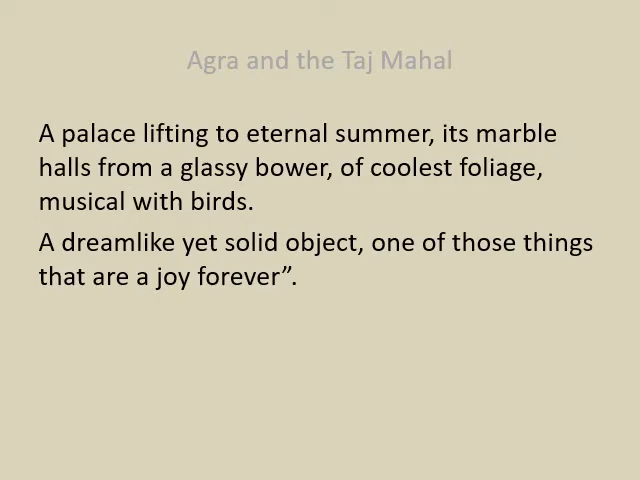 Agra and the Taj Mahal
A palace lifting to eternal summer, its marble
halls from a glassy bower, of coolest foliage,
musical with birds.
A dreamlike yet solid object, one of those things
that are a joy forever”.